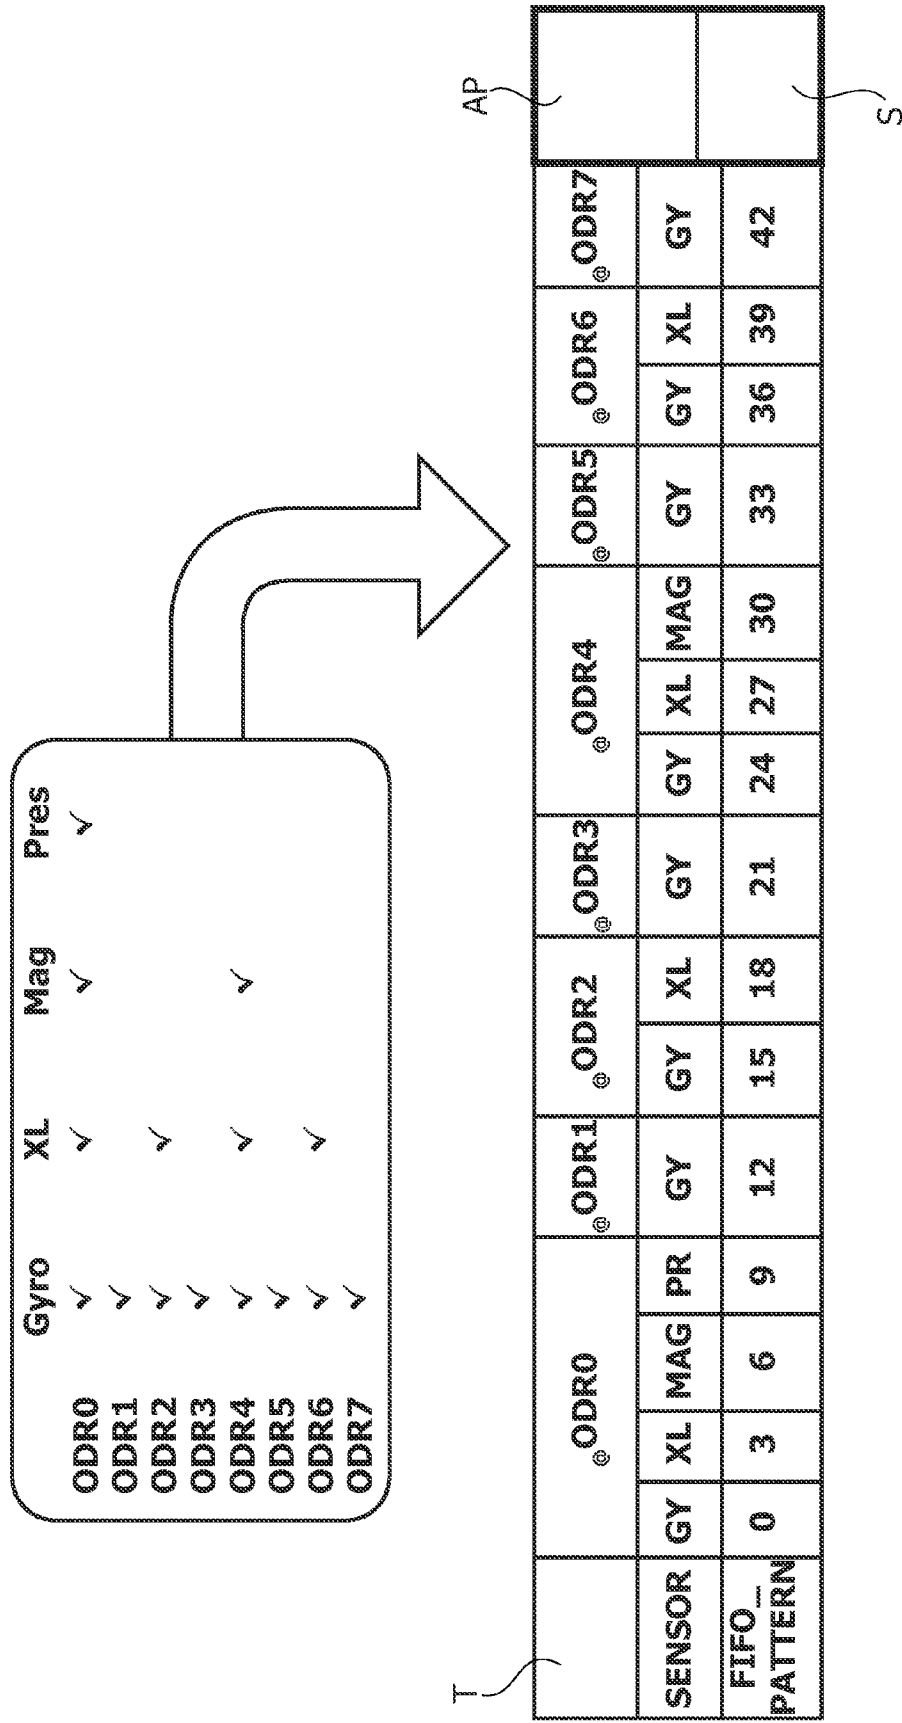 Gyro XL Mag Pres
ODR0 ✓ ✓ ✓ ✓
ODR1 ✓
ODR2 ✓ ✓
ODR3 ✓
ODR4 ✓ ✓ ✓
ODR5 ✓
ODR6 ✓ ✓
ODR7 ✓
T
AP
@ODR0 @ODR1 @ODR2 @ODR3 @ODR4 @ODR5 @ODR6 @ODR7
SENSOR GY XL MAG PR GY GY XL GY GY XL MAG GY GY XL GY
FIFO_
PATTERN 0 3 6 9 12 15 18 21 24 27 30 33 36 39 42
S